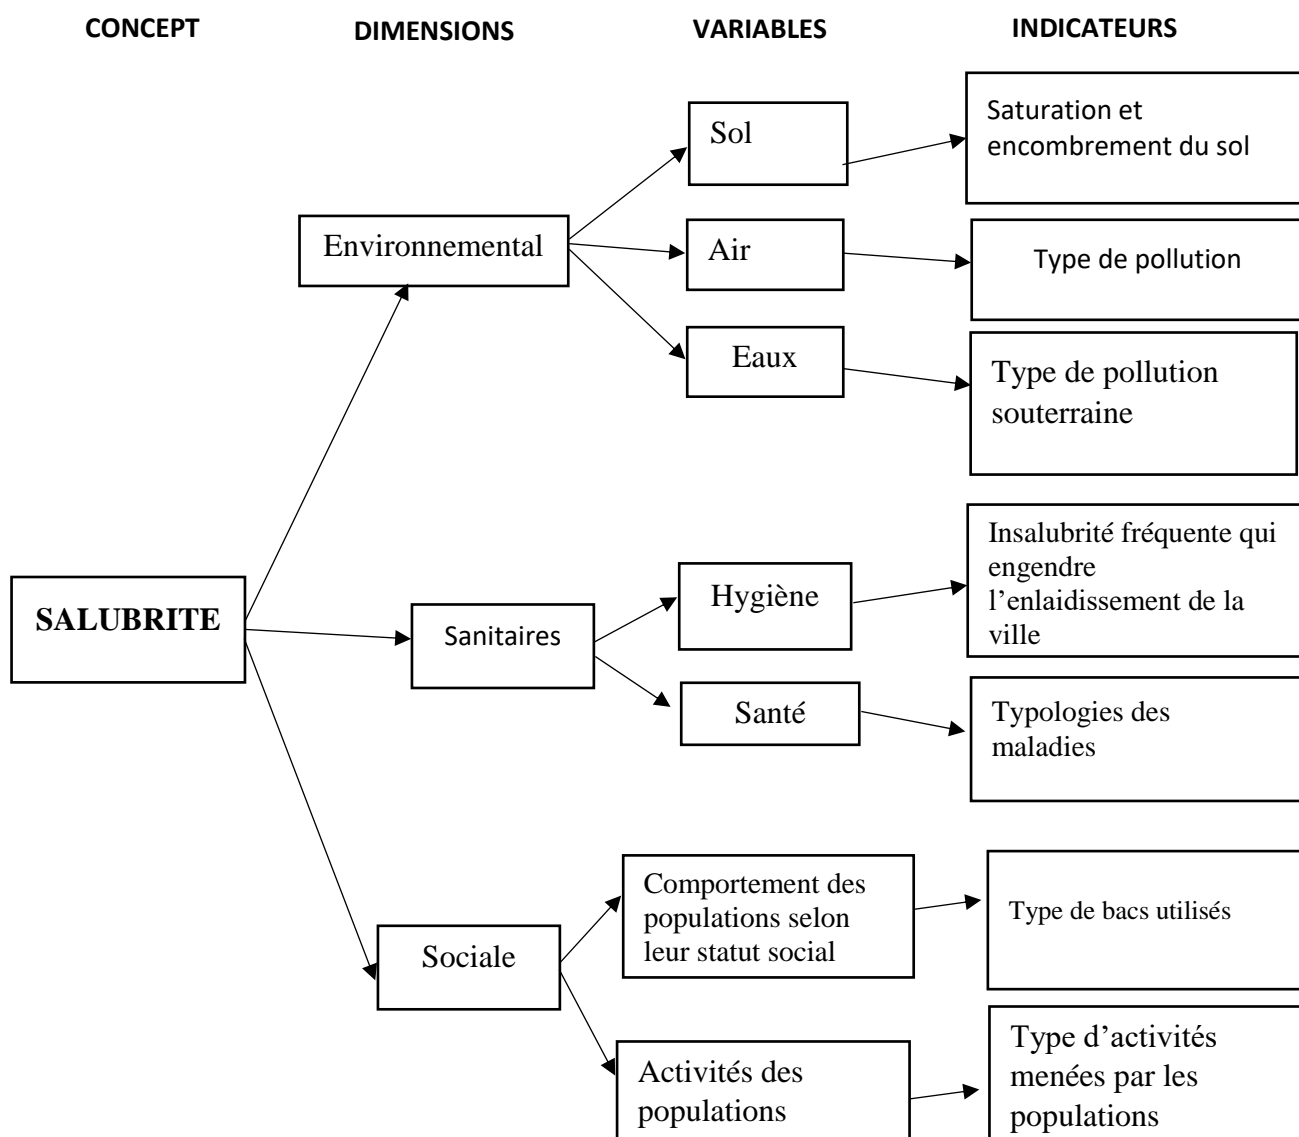 CONCEPT DIMENSIONS VARIABLES INDICATEURS
Sol
Saturation et
encombrement du sol
Environnemental
Air
Type de pollution
Eaux
Type de pollution
souterraine
SALUBRITE
Sanitaires
Hygiène
Insalubrité fréquente qui
engendre
l’enlaidissement de la
ville
Santé
Typologies des
maladies
Sociale
Comportement des
populations selon
leur statut social
Type de bacs utilisés
Activités des
populations
Type d’activités
menées par les
populations